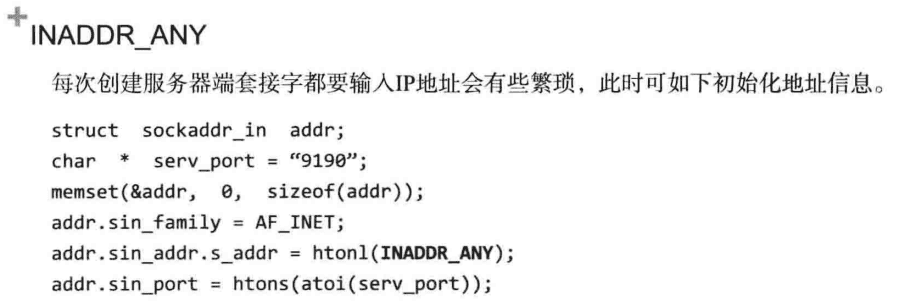 INADDR_ANY
每次创建服务器端套接字都要输入IP地址会有些繁琐，此时可如下初始化地址信息。
struct sockaddr_in addr;
char * serv_port = “9190”;
memset(&addr, 0, sizeof(addr));
addr.sin_family = AF_INET;
addr.sin_addr.s_addr = htonl(INADDR_ANY);
addr.sin_port = htons(atoi(serv_port));